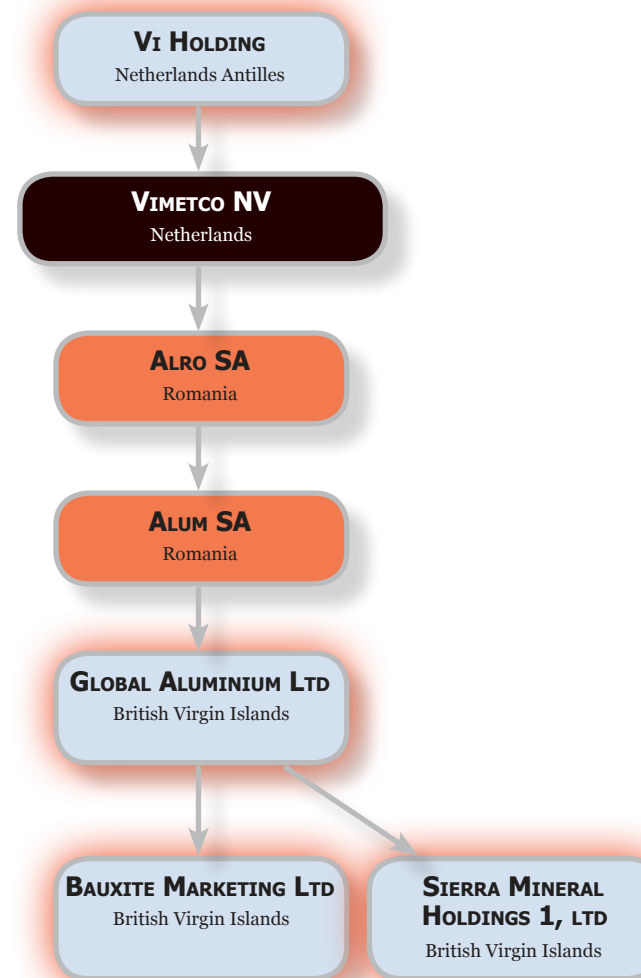 Vi Holding
Netherlands Antilles
Vimetco NV
Netherlands
Alro SA
Romania
Alum SA
Romania
Global Aluminium Ltd
British Virgin Islands
Bauxite Marketing Ltd
British Virgin Islands
Sierra Mineral
Holdings 1, ltd
British Virgin Islands